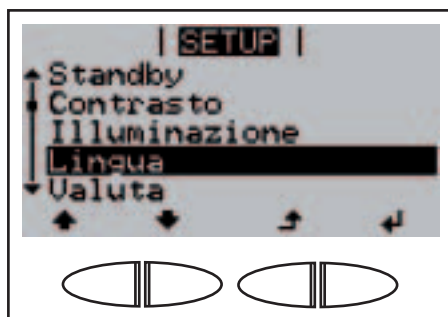 SETUP
Standby
Contrasto
Illuminazione
Lingua
Valuta